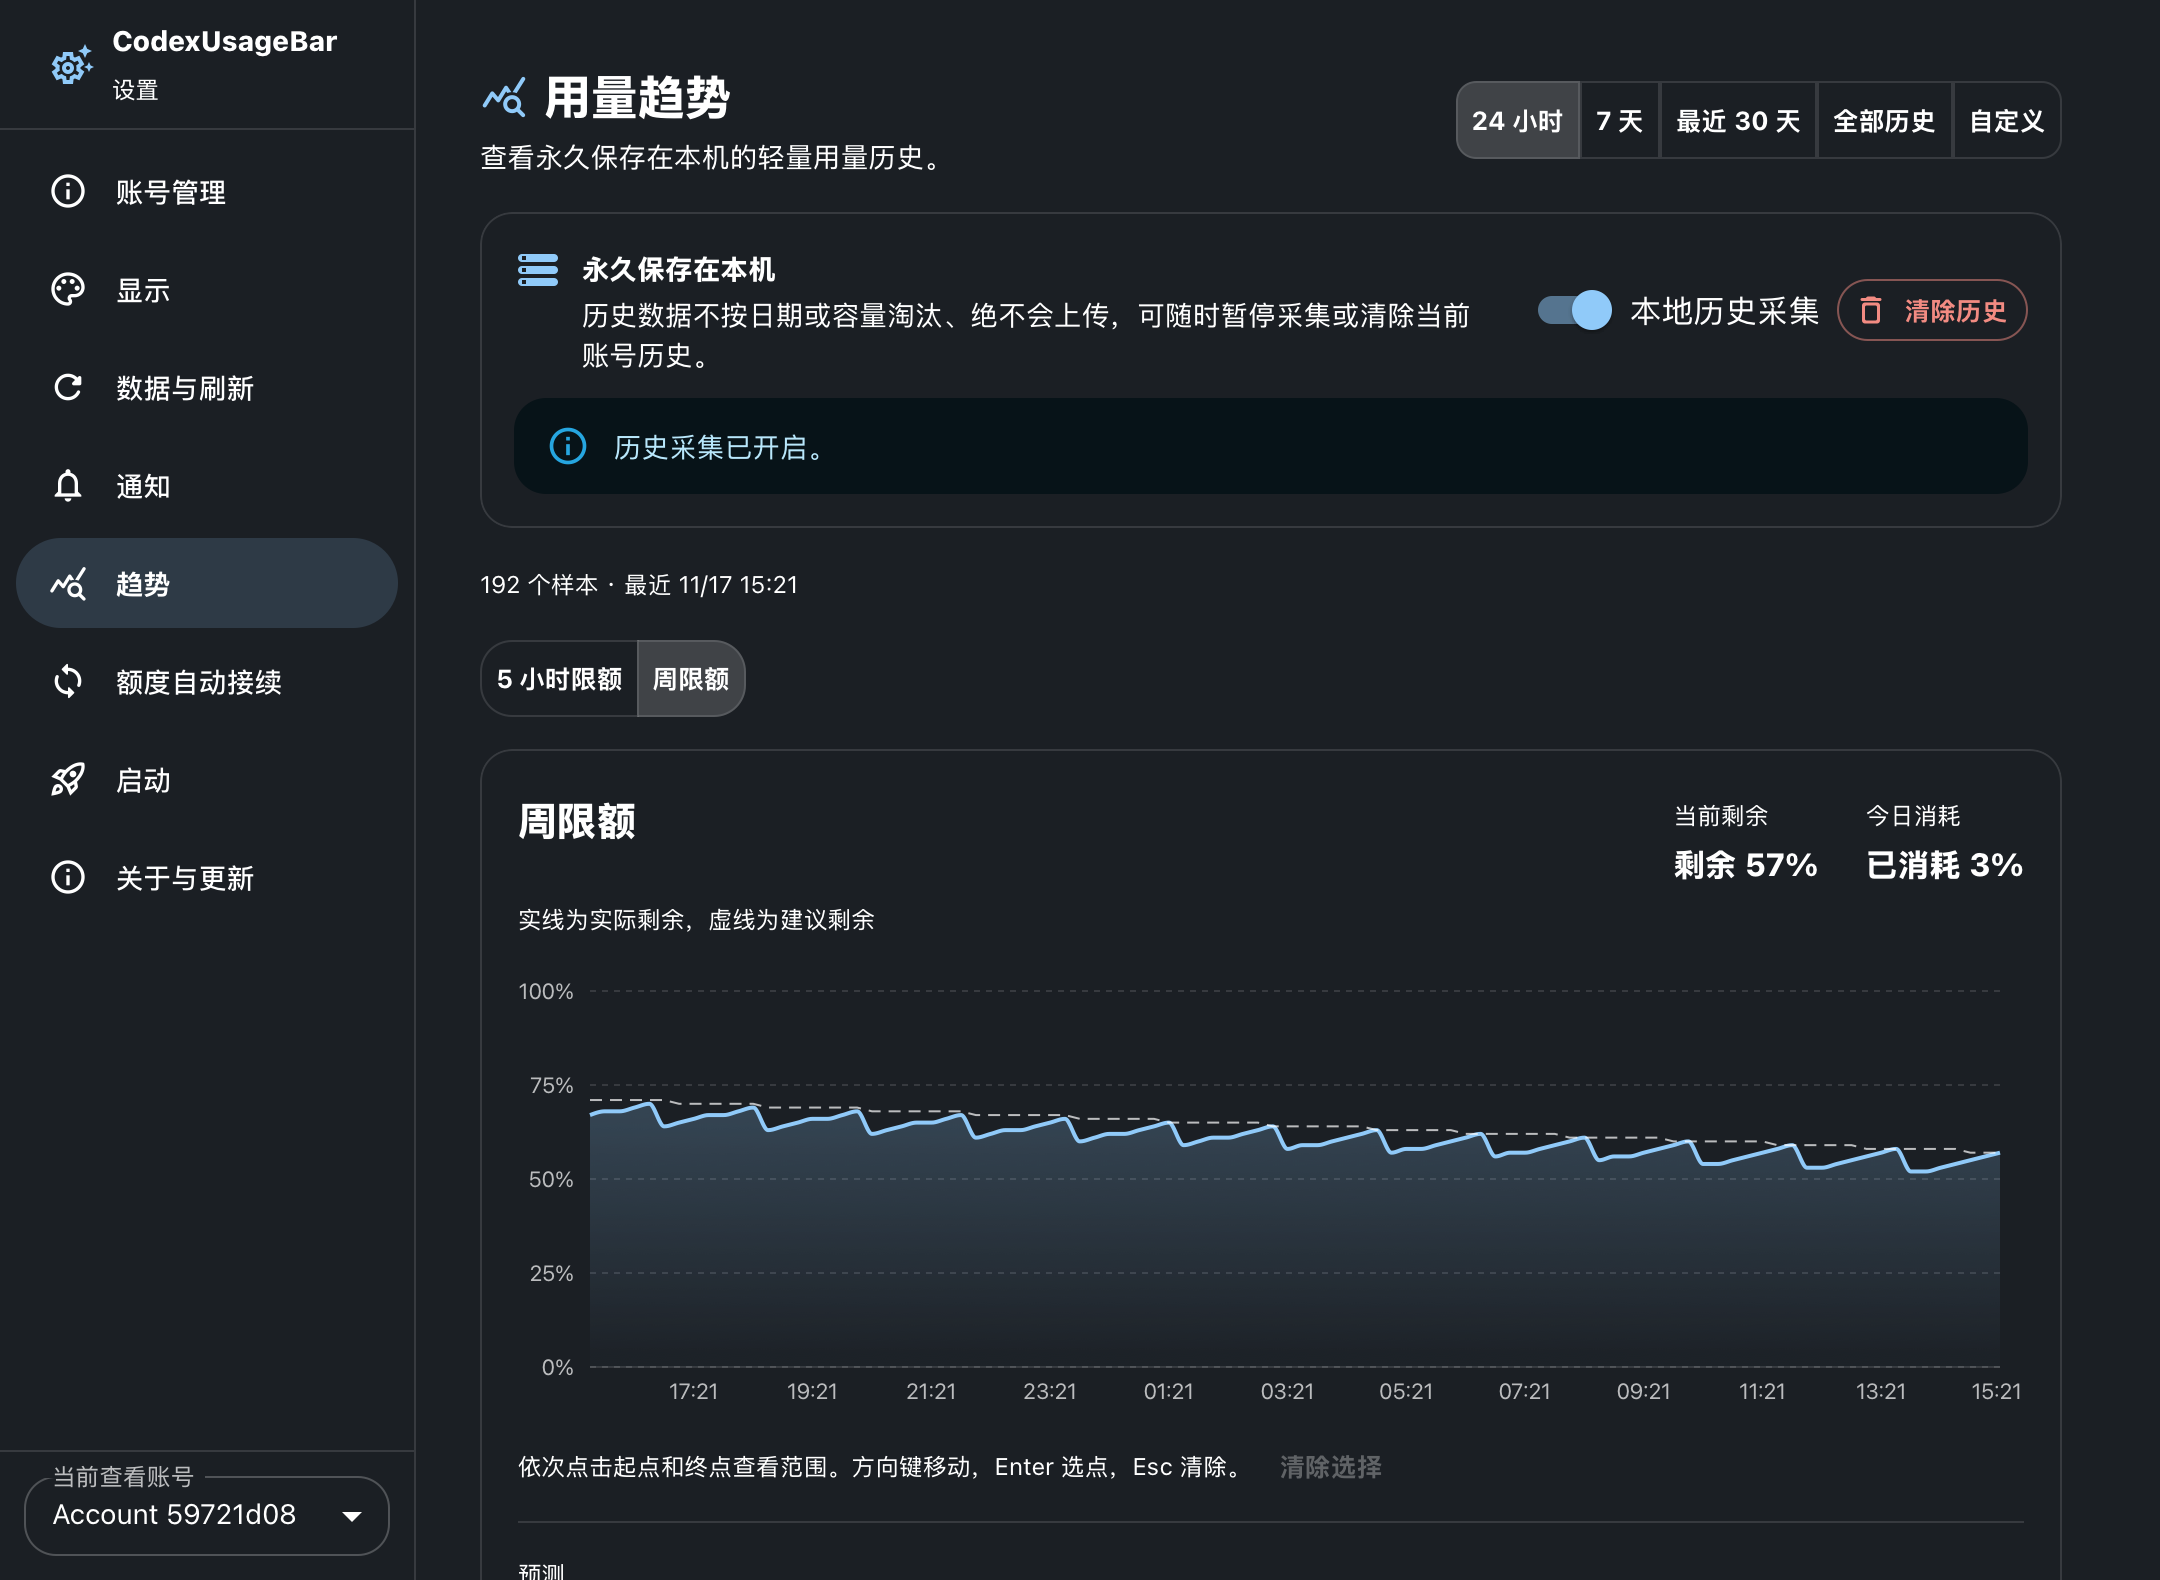 CodexUsageBar
设置
账号管理
显示
数据与刷新
通知
趋势
额度自动接续
启动
关于与更新
当前查看账号
Account 59721d08
用量趋势
查看永久保存在本机的轻量用量历史。
24 小时
7 天
最近 30 天
全部历史
自定义
永久保存在本机
历史数据不按日期或容量淘汰、绝不会上传，可随时暂停采集或清除当前
账号历史。
本地历史采集
清除历史
历史采集已开启。
192 个样本 · 最近 11/17 15:21
5 小时限额
周限额
周限额
当前剩余
剩余 57%
今日消耗
已消耗 3%
实线为实际剩余，虚线为建议剩余
100%
75%
50%
25%
0%
17:21
19:21
21:21
23:21
01:21
03:21
05:21
07:21
09:21
11:21
13:21
15:21
依次点击起点和终点查看范围。方向键移动，Enter 选点，Esc 清除。
清除选择
预测